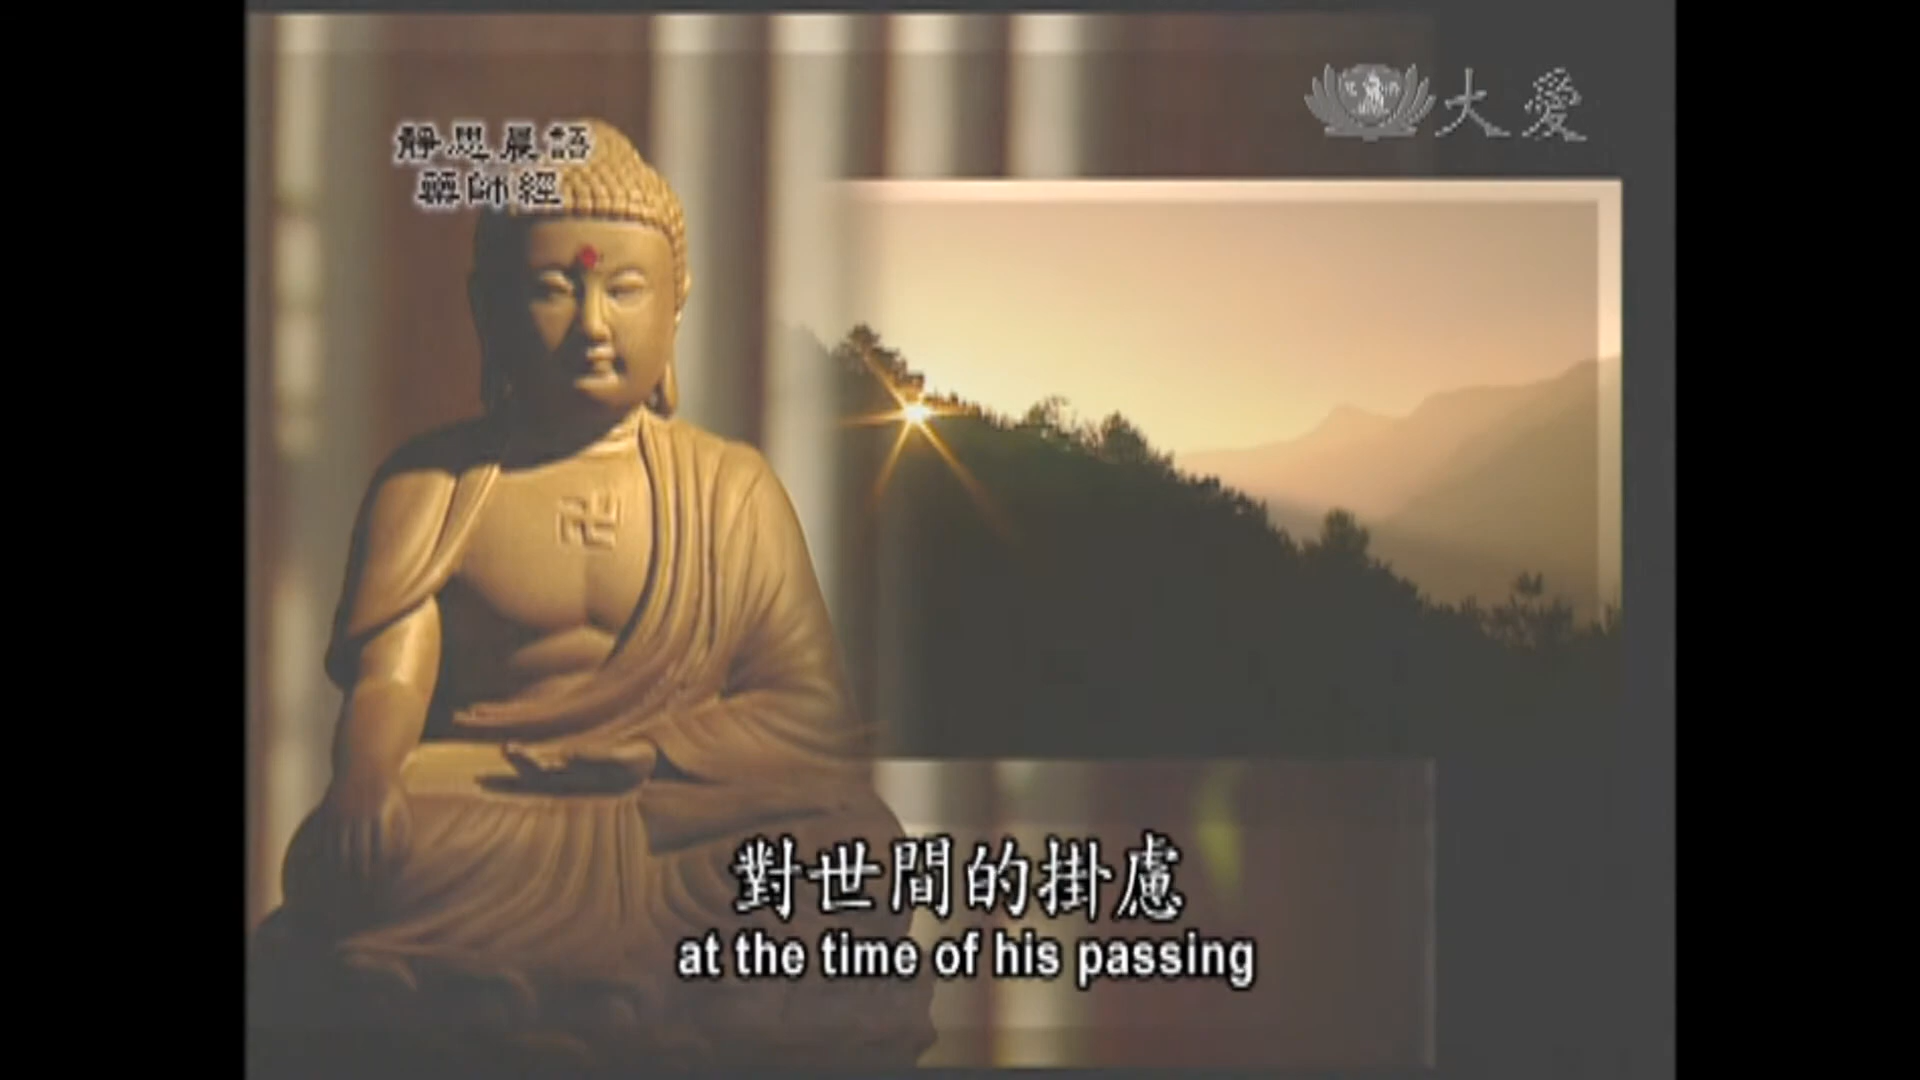 靜思晨語
藥師經
大愛
對世間的掛慮
at the time of his passing